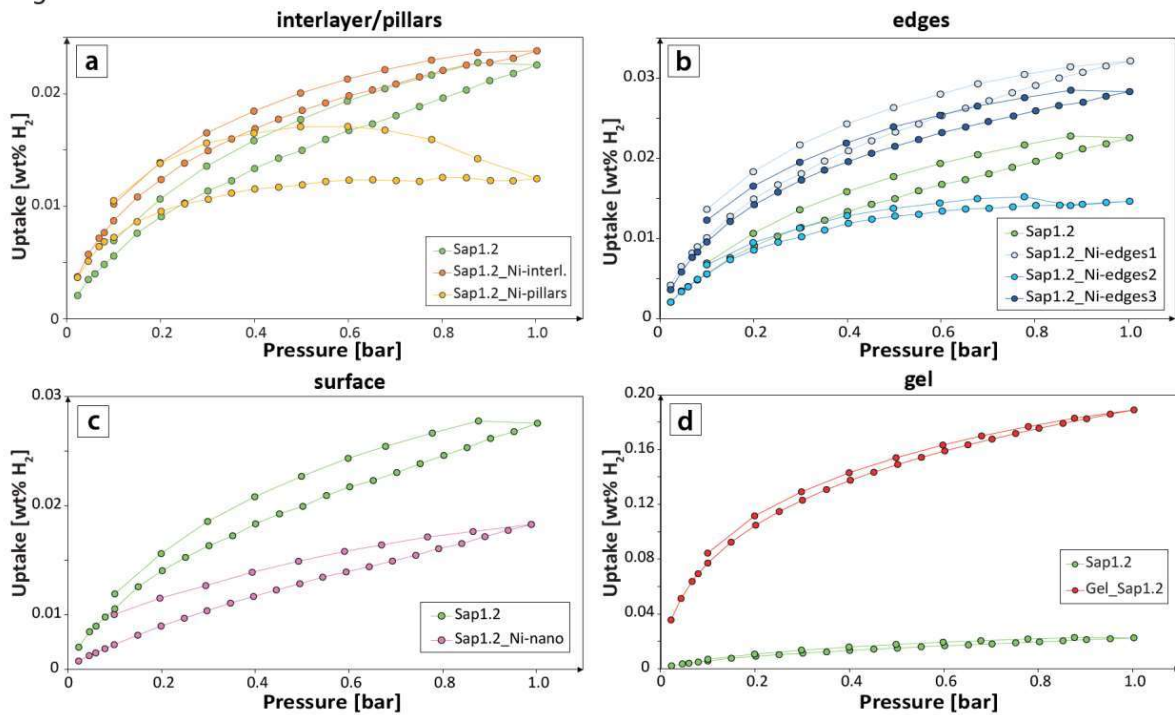 interlayer/pillars
a
Uptake [wt% H2]
0.02
0.01
0
0 0.2 0.4 0.6 0.8 1.0
Pressure [bar]
Sap1.2
Sap1.2_Ni-interl.
Sap1.2_Ni-pillars
edges
b
Uptake [wt% H2]
0.03
0.02
0.01
0
0 0.2 0.4 0.6 0.8 1.0
Pressure [bar]
Sap1.2
Sap1.2_Ni-edges1
Sap1.2_Ni-edges2
Sap1.2_Ni-edges3
surface
c
Uptake [wt% H2]
0.03
0.02
0.01
0
0 0.2 0.4 0.6 0.8 1.0
Pressure [bar]
Sap1.2
Sap1.2_Ni-nano
gel
d
Uptake [wt% H2]
0.20
0.16
0.12
0.08
0.04
0
0 0.2 0.4 0.6 0.8 1.0
Pressure [bar]
Sap1.2
Gel_Sap1.2